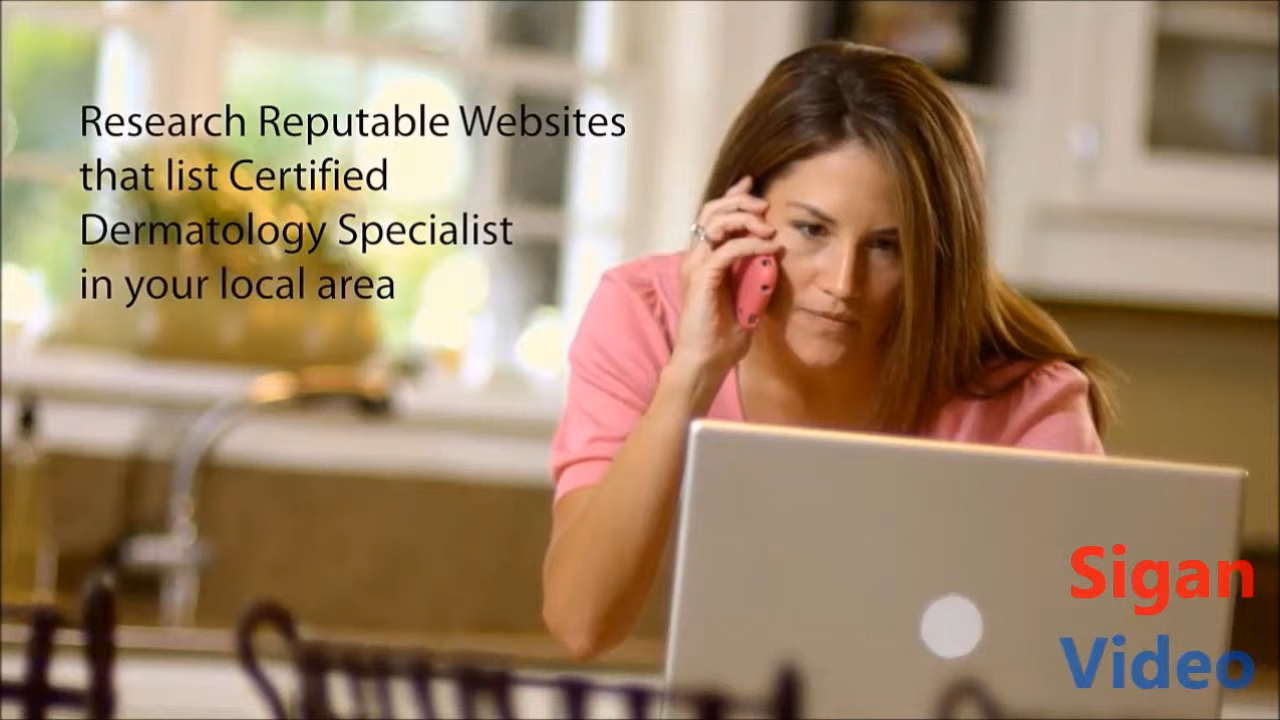 Research Reputable Websites
that list Certified
Dermatology Specialist
in your local area
Sigan
Video